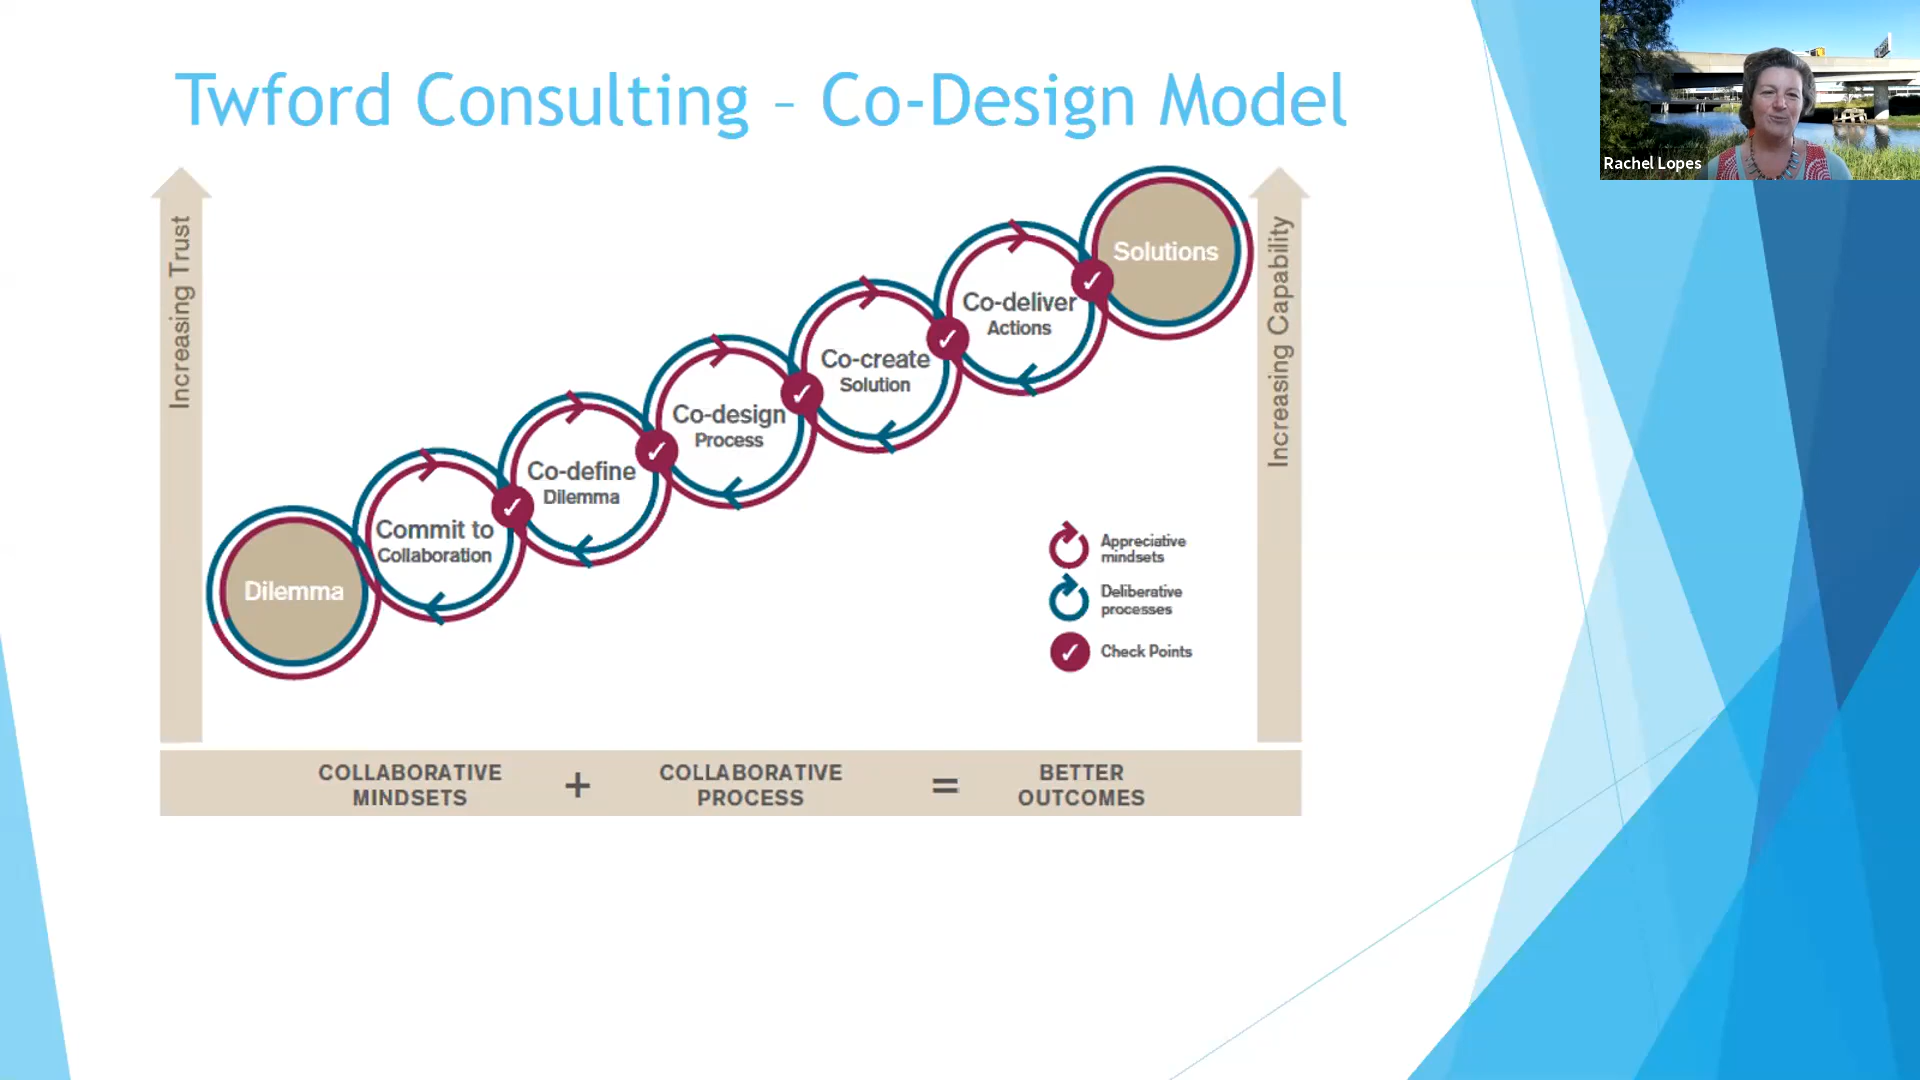 Twford Consulting – Co-Design Model
Rachel Lopes
Increasing Trust
Increasing Capability
Solutions
Co-deliver
Actions
Co-create
Solution
Co-design
Process
Co-define
Dilemma
Commit to
Collaboration
Dilemma
Appreciative
mindsets
Deliberative
processes
Check Points
COLLABORATIVE
MINDSETS
+
COLLABORATIVE
PROCESS
=
BETTER
OUTCOMES